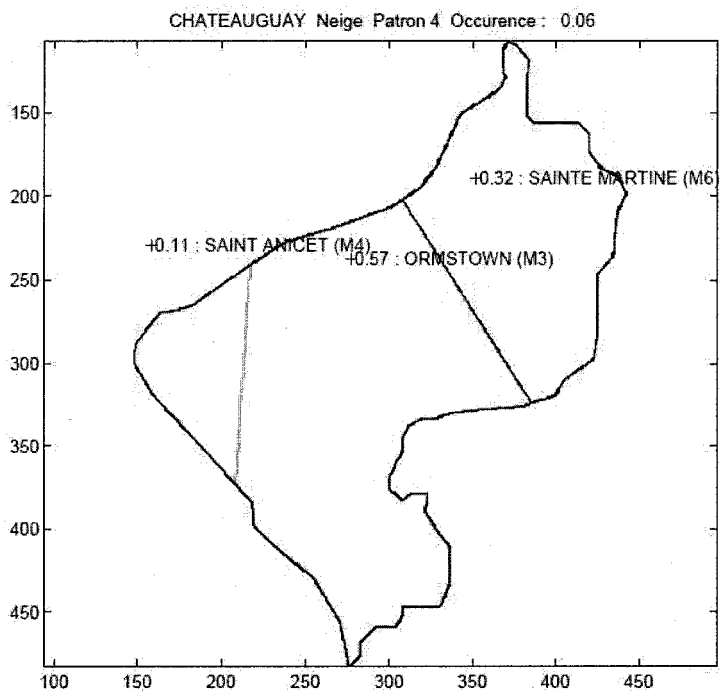 CHATEAUGUAY Neige Patron 4 Occurence : 0.06
150
200
+0.32 : SAINTE MARTINE (M6)
+0.11 : SAINT ANICET (M4)
+0.57 : ORMSTOWN (M3)
250
300
350
400
450
100 150 200 250 300 350 400 450